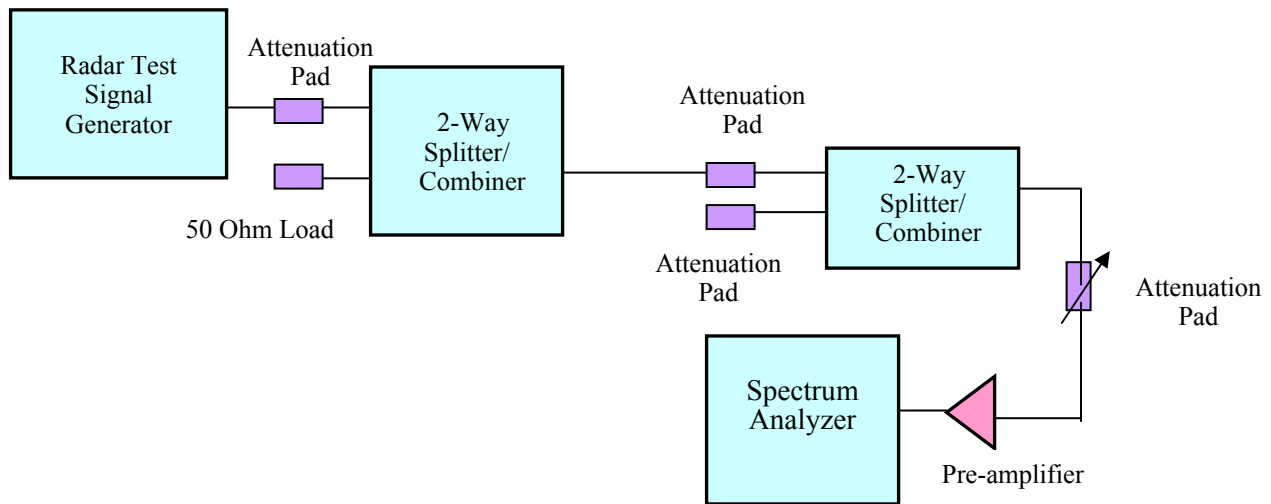 Radar Test
Signal
Generator
Attenuation
Pad
50 Ohm Load
2-Way
Splitter/
Combiner
Attenuation
Pad
Attenuation
Pad
2-Way
Splitter/
Combiner
Attenuation
Pad
Spectrum
Analyzer
Pre-amplifier